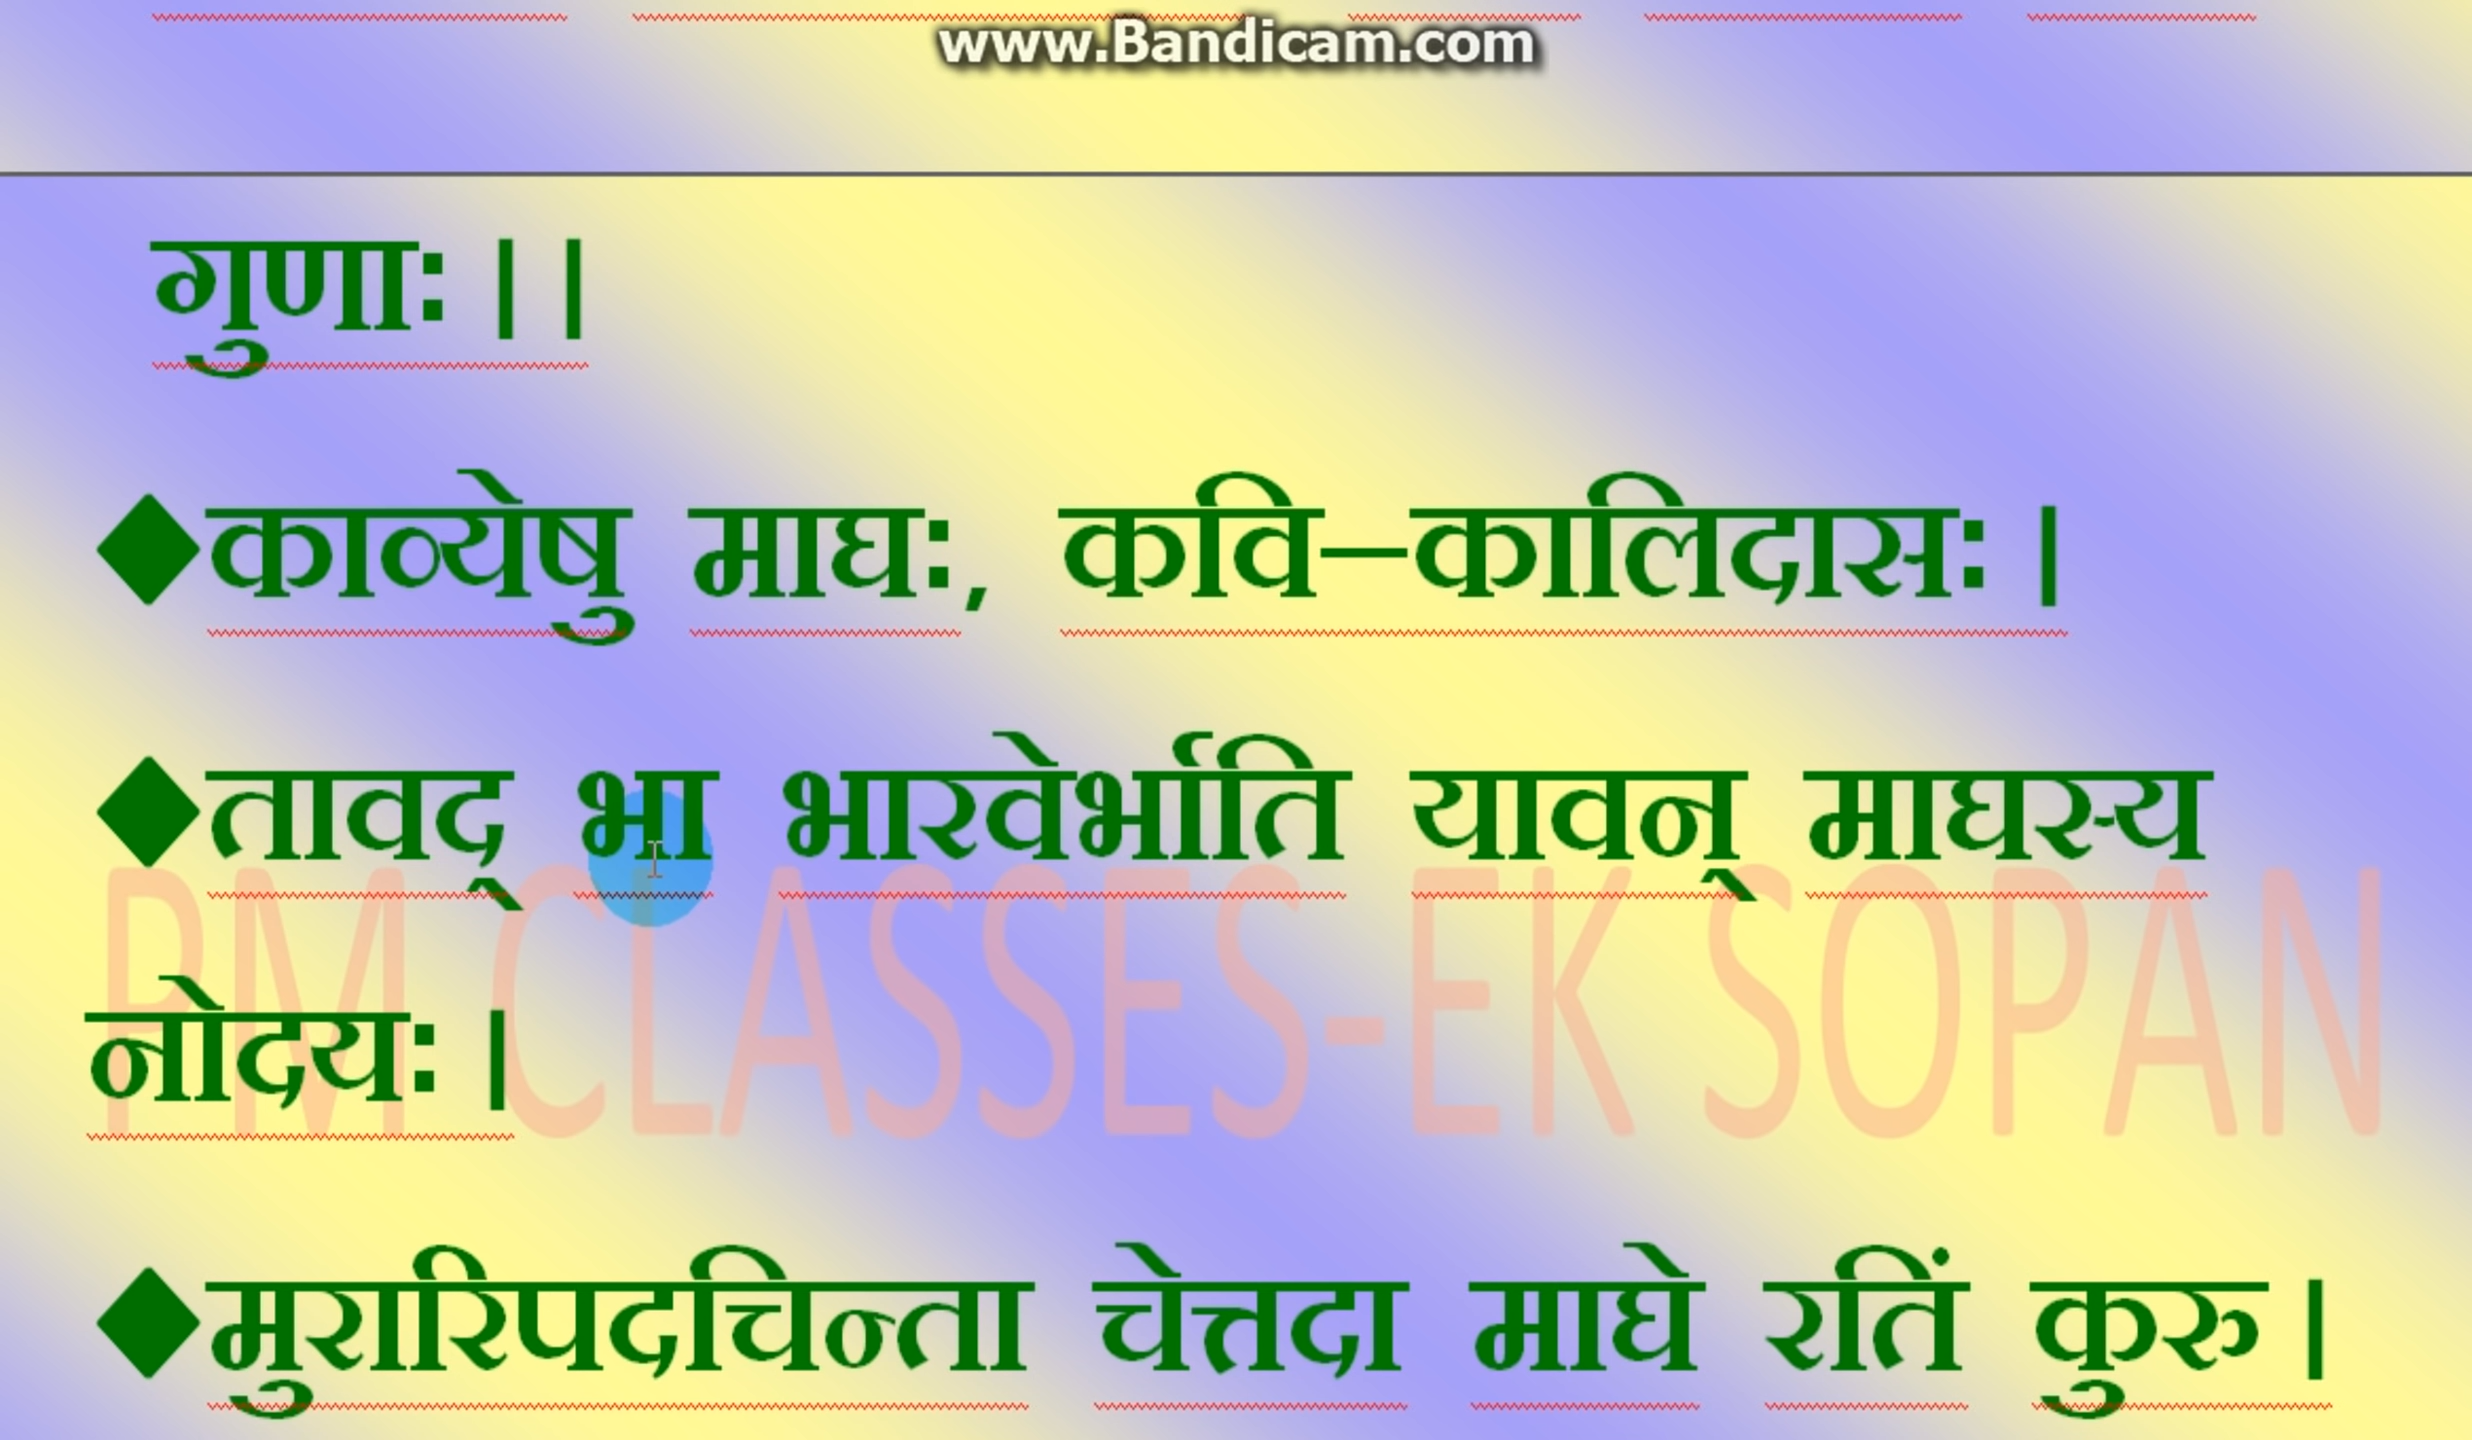 www.Bandicam.com
गुणाः ।।
◆काव्येषु माघः, कवि–कालिदासः ।
◆तावद् भा भारवेर्भाति यावन् माघस्य
नोदयः ।
PM CLASSES-EK SOPAN
◆मुरारिपदचिन्ता चेत्तदा माघे रतिं कुरु ।